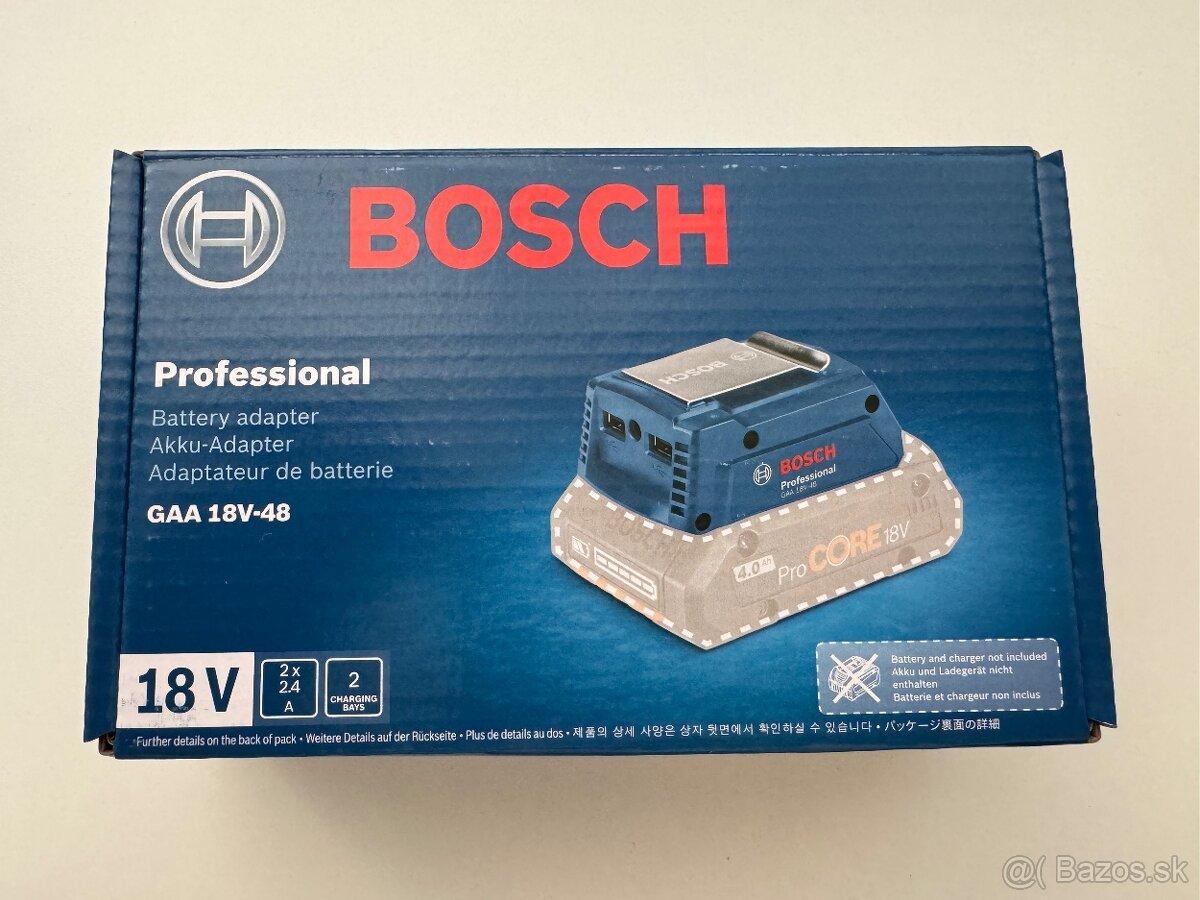 BOSCH
Professional
Battery adapter
Akku-Adapter
Adaptateur de batterie
GAA 18V-48
BOSCH
BOSCH
Professional
GAA 18V-48
BOSCH
4.0 Ah
ProCORE18V
18 V
2 x
2.4
A
2
CHARGING
BAYS
Battery and charger not included
Akku und Ladegerät nicht
enthalten
Batterie et chargeur non inclus
Further details on the back of pack • Weitere Details auf der Rückseite • Plus de details au dos • 제품의 상세 사양은 상자 뒷면에서 확인하실 수 있습니다 • パッケージ裏面の詳細
@( Bazos.sk